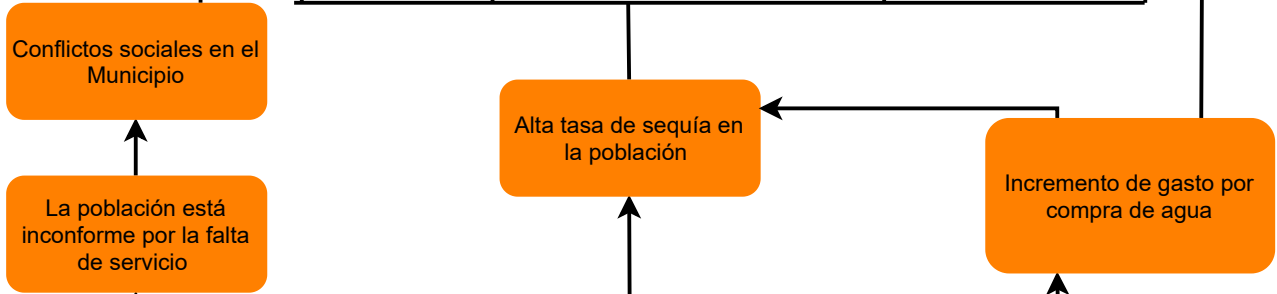 Conflictos sociales en el
Municipio
Alta tasa de sequía en
la población
Incremento de gasto por
compra de agua
La población está
inconforme por la falta
de servicio